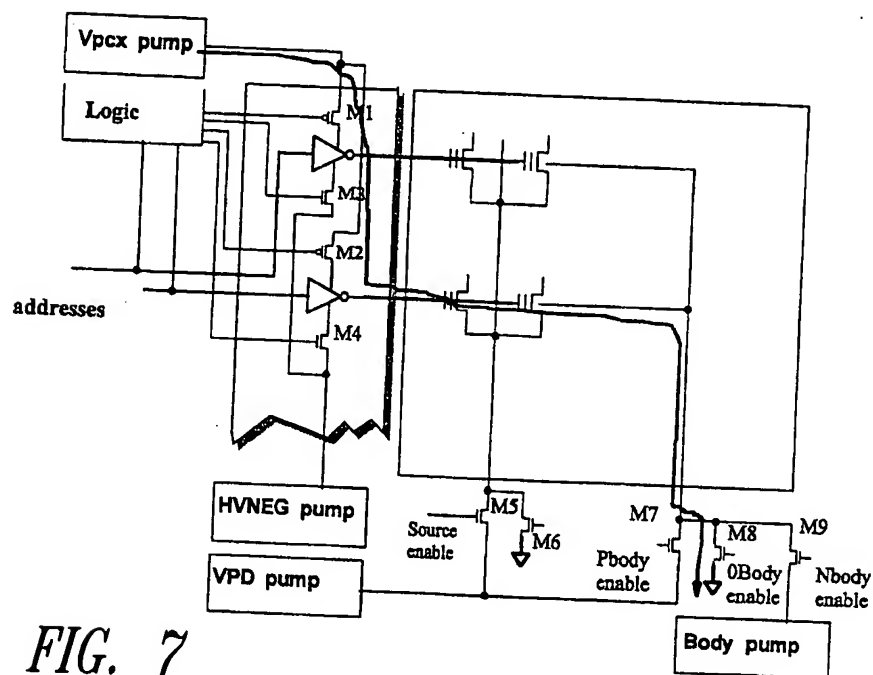 Vpcx pump
Logic
M1
M3
M2
addresses
M4
HVNEG pump
Source
enable
M5
M6
M7
M8
M9
Pbody
enable
0Body
enable
Nbody
enable
VPD pump
Body pump
FIG. 7